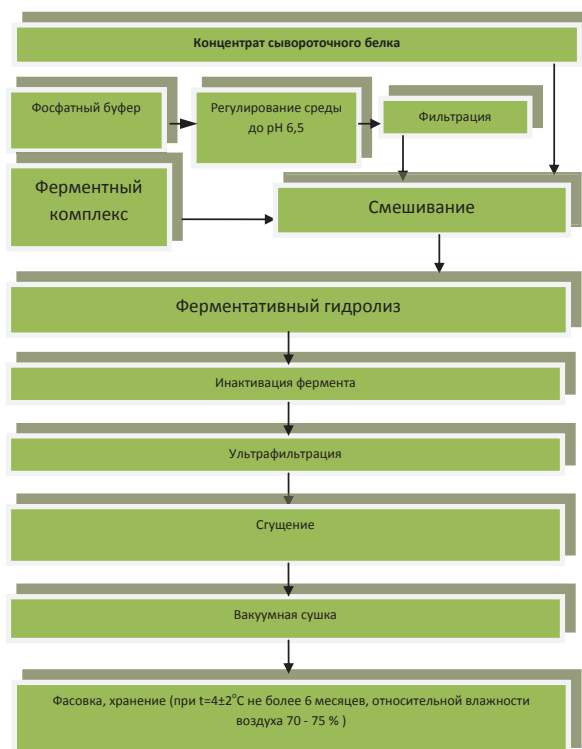 Концентрат сывороточного белка
Фосфатный буфер
Регулирование среды
до pH 6,5
Фильтрация
Ферментный
комплекс
Смешивание
Ферментативный гидролиз
Инактивация фермента
Ультрафильтрация
Сгущение
Вакуумная сушка
Фасовка, хранение (при t=4±2°С не более 6 месяцев, относительной влажности
воздуха 70 - 75 % )